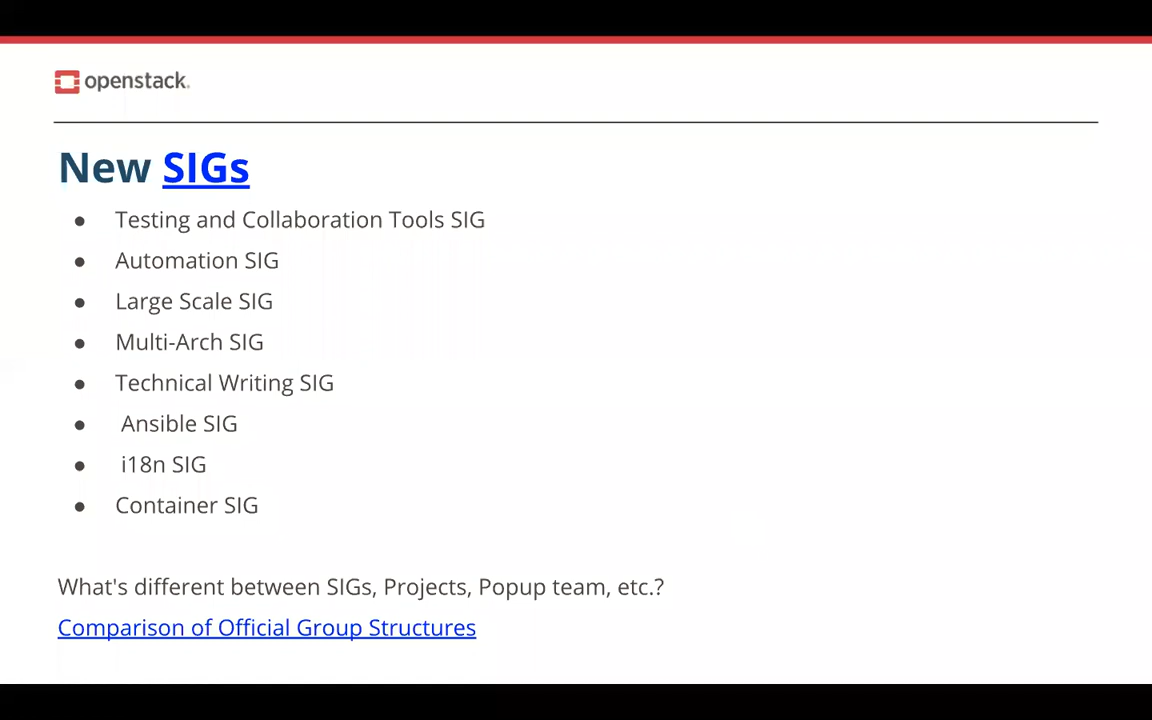 openstack.
New SIGs
● Testing and Collaboration Tools SIG
● Automation SIG
● Large Scale SIG
● Multi-Arch SIG
● Technical Writing SIG
● Ansible SIG
● i18n SIG
● Container SIG
What's different between SIGs, Projects, Popup team, etc.?
Comparison of Official Group Structures